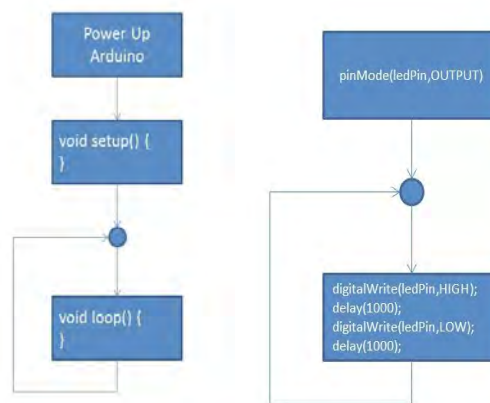 Power Up
Arduino
void setup() {
}
void loop() {
}
pinMode(ledPin,OUTPUT)
digitalWrite(ledPin,HIGH);
delay(1000);
digitalWrite(ledPin,LOW);
delay(1000);